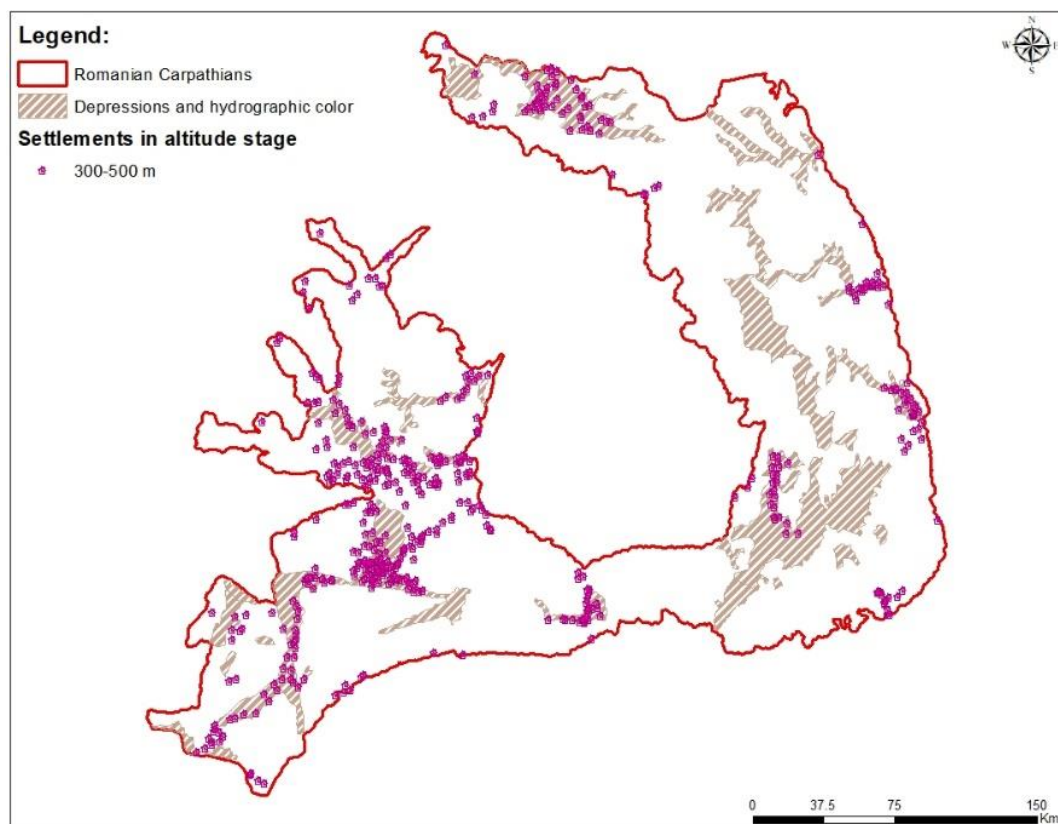 Legend:
Romanian Carpathians
Depressions and hydrographic color
Settlements in altitude stage
300-500 m
N
W E
S
0 37.5 75 150
Km